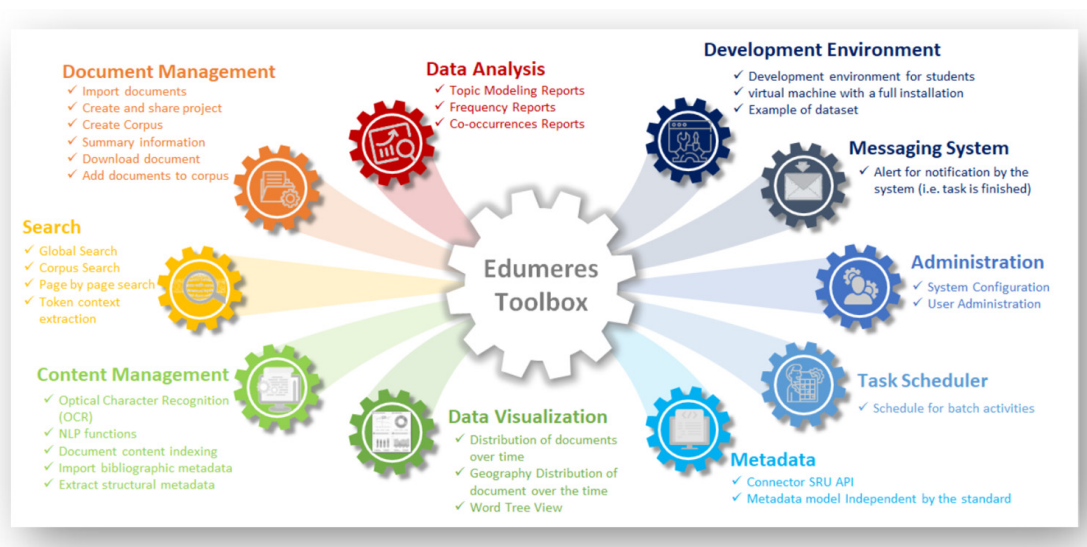 Document Management
✓ Import documents
✓ Create and share project
✓ Create Corpus
✓ Summary information
✓ Download document
✓ Add documents to corpus
Data Analysis
✓ Topic Modeling Reports
✓ Frequency Reports
✓ Co-occurrences Reports
Development Environment
✓ Development environment for students
✓ virtual machine with a full installation
✓ Example of dataset
Messaging System
✓ Alert for notification by the
system (i.e. task is finished)
Search
✓ Global Search
✓ Corpus Search
✓ Page by page search
✓ Token context
extraction
Edumeres
Toolbox
Administration
✓ System Configuration
✓ User Administration
Content Management
✓ Optical Character Recognition
(OCR)
✓ NLP functions
✓ Document content indexing
✓ Import bibliographic metadata
✓ Extract structural metadata
Data Visualization
✓ Distribution of documents
over time
✓ Geography Distribution of
document over the time
✓ Word Tree View
Task Scheduler
✓ Schedule for batch activities
Metadata
✓ Connector SRU API
✓ Metadata model Independent by the standard